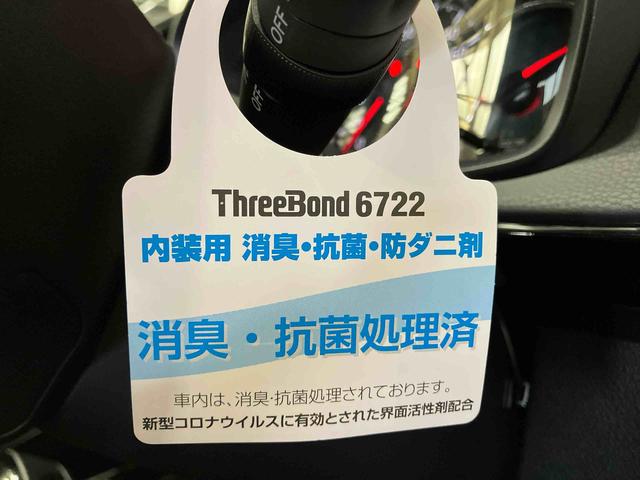 OFF
OFF
ThreeBond 6722
内装用 消臭・抗菌・防ダニ剤
消臭・抗菌処理済
車内は、消臭・抗菌処理されております。
新型コロナウイルスに有効とされた界面活性剤配合